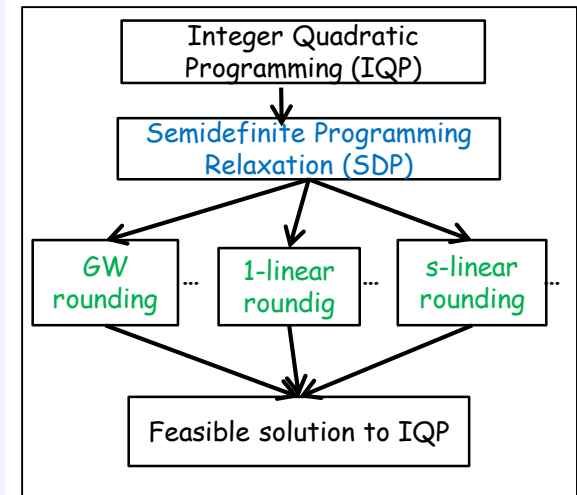 Integer Quadratic
Programming (IQP)
Semidefinite Programming
Relaxation (SDP)
GW
rounding
...
1-linear
roundig
...
s-linear
rounding
...
Feasible solution to IQP